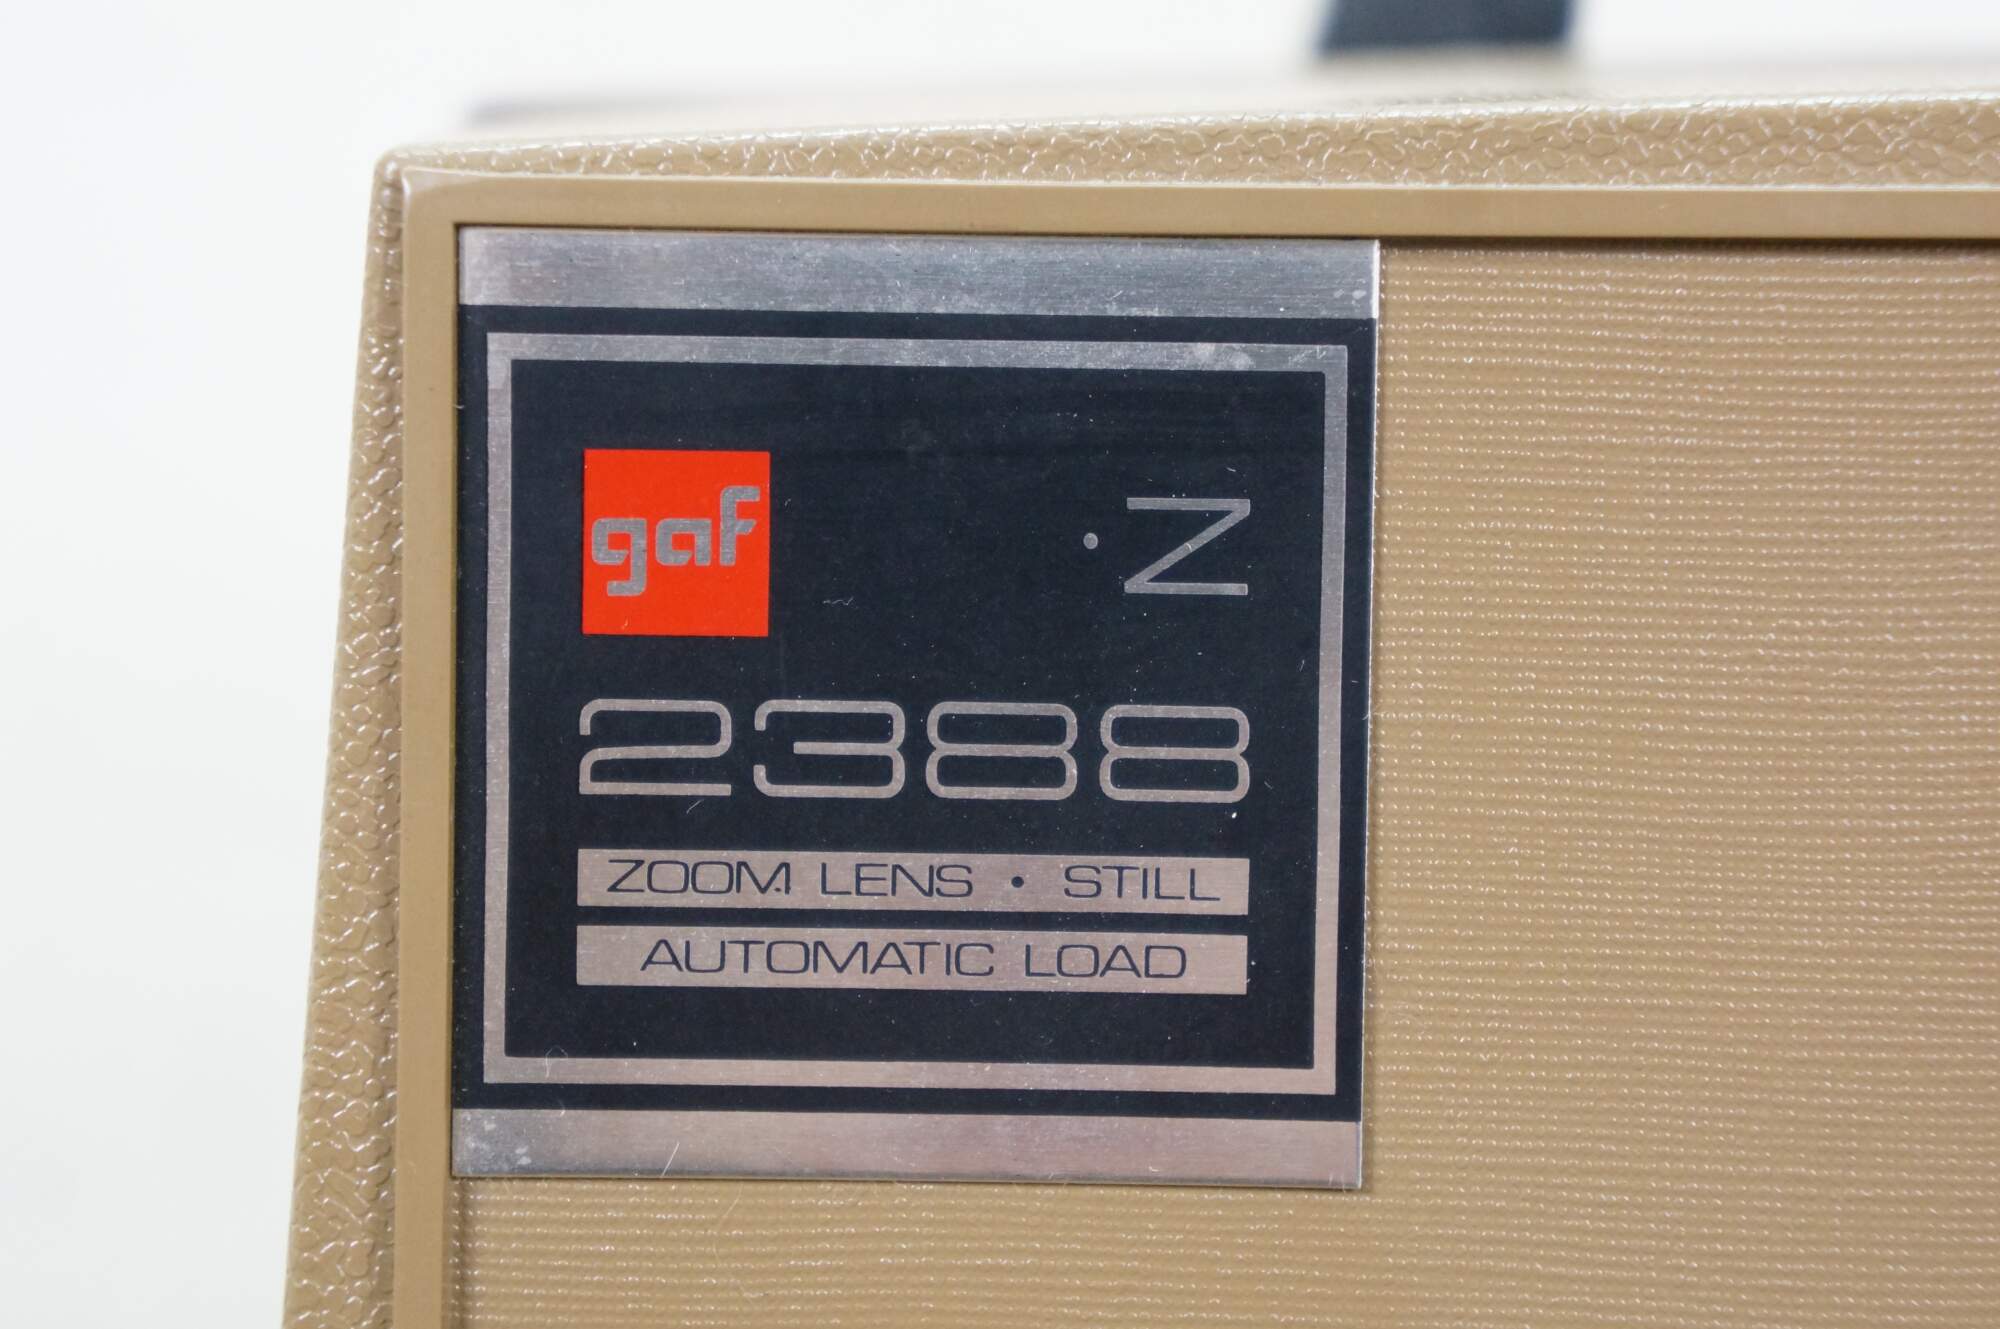 gaf
· Z
2388
ZOOM LENS · STILL
AUTOMATIC LOAD